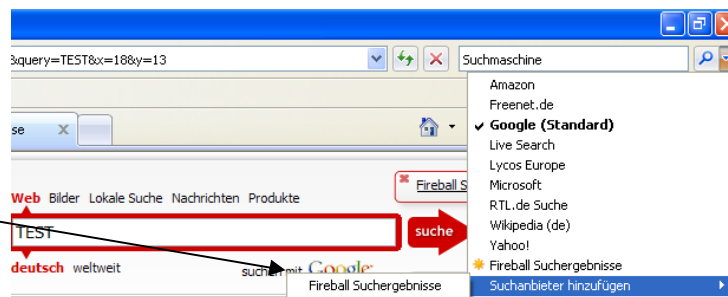 &query=TEST&x=18&y=13
Suchmaschine
Amazon
Freenet.de
Google (Standard)
Live Search
Lycos Europe
Microsoft
RTL.de Suche
Wikipedia (de)
Yahoo!
Fireball Suchergebnisse
Suchanbieter hinzufügen
Fireball Suchergebnisse
se
Fireball S
Web Bilder Lokale Suche Nachrichten Produkte
TEST
suche
deutsch weltweit
suchen mit Google